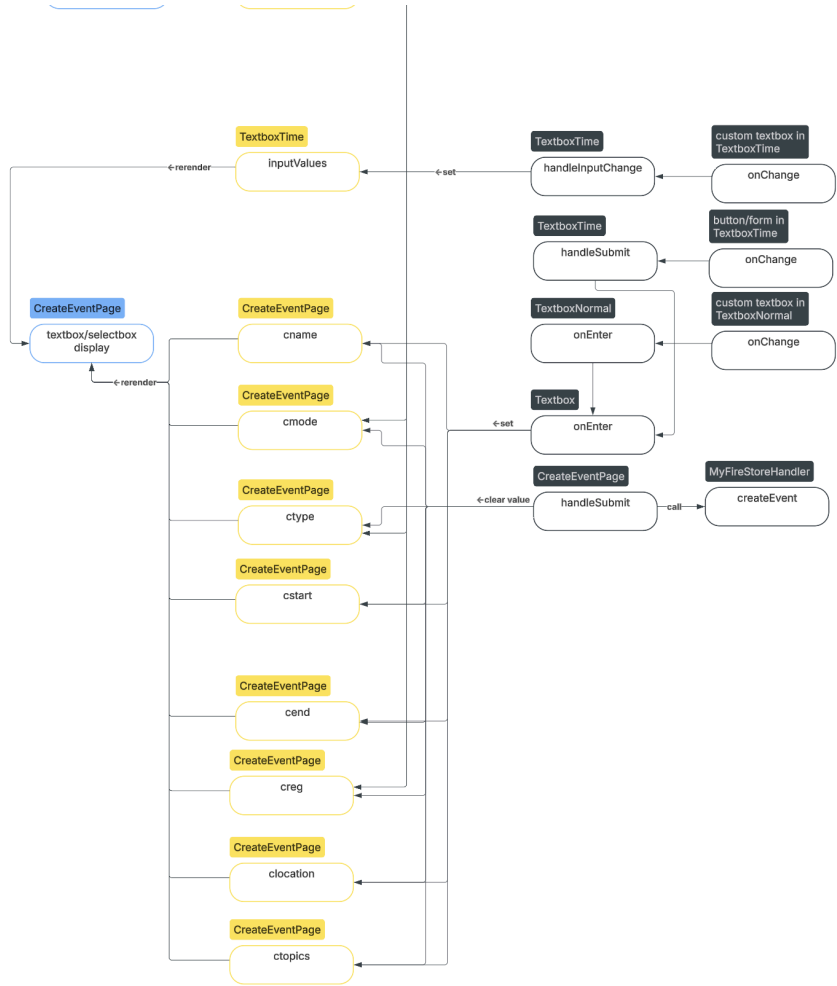 TextboxTime
inputValues
←rerender
←set
TextboxTime
handleInputChange
custom textbox in
TextboxTime
onChange
TextboxTime
handleSubmit
button/form in
TextboxTime
onChange
CreateEventPage
textbox/selectbox
display
←rerender
CreateEventPage
cname
TextboxNormal
onEnter
custom textbox in
TextboxNormal
onChange
CreateEventPage
cmode
←set
Textbox
onEnter
CreateEventPage
ctype
←clear value
CreateEventPage
handleSubmit
call
MyFireStoreHandler
createEvent
CreateEventPage
cstart
CreateEventPage
cend
CreateEventPage
creg
CreateEventPage
clocation
CreateEventPage
ctopics